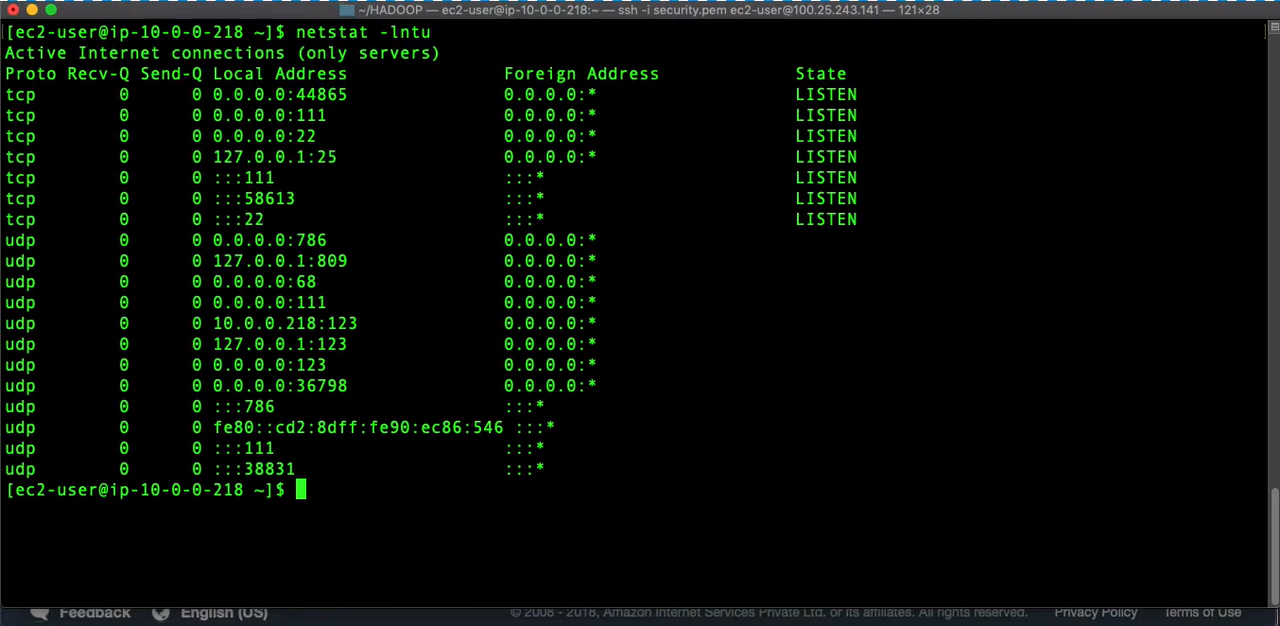 ~/HADOOP — ec2-user@ip-10-0-0-218:~ — ssh -i security.pem ec2-user@100.25.243.141 — 121×28
[ec2-user@ip-10-0-0-218 ~]$ netstat -lntu
Active Internet connections (only servers)
Proto Recv-Q Send-Q Local Address               Foreign Address             State
tcp        0      0 0.0.0.0:44865               0.0.0.0:*                   LISTEN
tcp        0      0 0.0.0.0:111                 0.0.0.0:*                   LISTEN
tcp        0      0 0.0.0.0:22                  0.0.0.0:*                   LISTEN
tcp        0      0 127.0.0.1:25                0.0.0.0:*                   LISTEN
tcp        0      0 :::111                      :::*                        LISTEN
tcp        0      0 :::58613                    :::*                        LISTEN
tcp        0      0 :::22                       :::*                        LISTEN
udp        0      0 0.0.0.0:786                 0.0.0.0:*
udp        0      0 127.0.0.1:809               0.0.0.0:*
udp        0      0 0.0.0.0:68                  0.0.0.0:*
udp        0      0 0.0.0.0:111                 0.0.0.0:*
udp        0      0 10.0.0.218:123              0.0.0.0:*
udp        0      0 127.0.0.1:123               0.0.0.0:*
udp        0      0 0.0.0.0:123                 0.0.0.0:*
udp        0      0 0.0.0.0:36798               0.0.0.0:*
udp        0      0 :::786                      :::*
udp        0      0 fe80::cd2:8dff:fe90:ec86:546 :::*
udp        0      0 :::111                      :::*
udp        0      0 :::38831                    :::*
[ec2-user@ip-10-0-0-218 ~]$
Feedback English (US) © 2008 - 2018, Amazon Internet Services Private Ltd. or its affiliates. All rights reserved. Privacy Policy Terms of Use